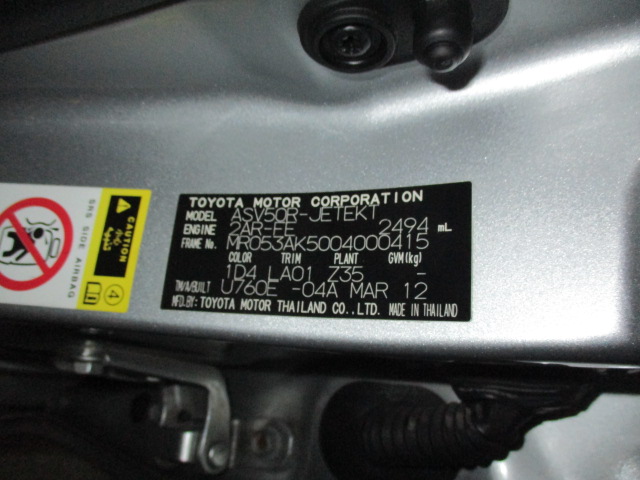 TOYOTA MOTOR CORPORATION
MODEL ASV50R-JETEKT
ENGINE 2AR-FE 2494 mL
FRAME No. MR053AK5004000415
COLOR TRIM PLANT GVM(kg)
1D4 LA01 Z35 -
TM/A/BUILT U760E -04A MAR 12
MFD.BY: TOYOTA MOTOR THAILAND CO.,LTD. MADE IN THAILAND
SRS SIDE AIRBAG
CAUTION
4